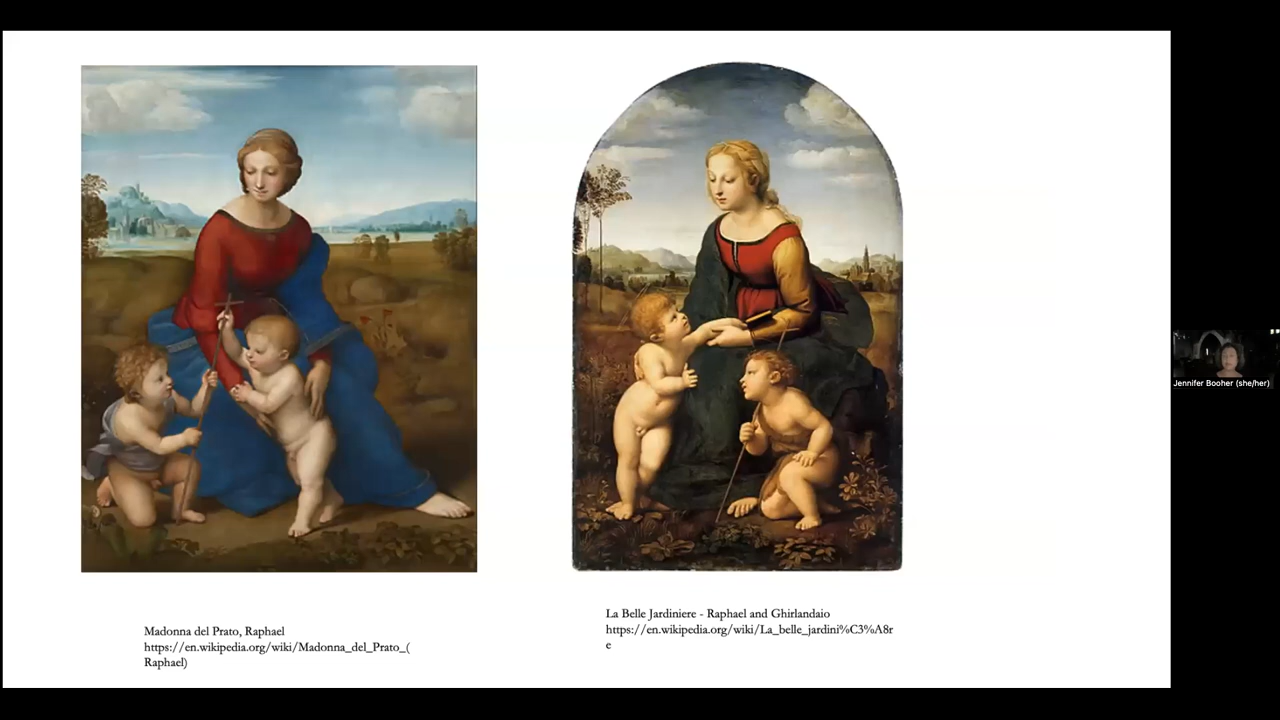 Madonna del Prato, Raphael
https://en.wikipedia.org/wiki/Madonna_del_Prato_(
Raphael)
La Belle Jardiniere - Raphael and Ghirlandaio
https://en.wikipedia.org/wiki/La_belle_jardini%C3%A8r
e
Jennifer Booher (she/her)